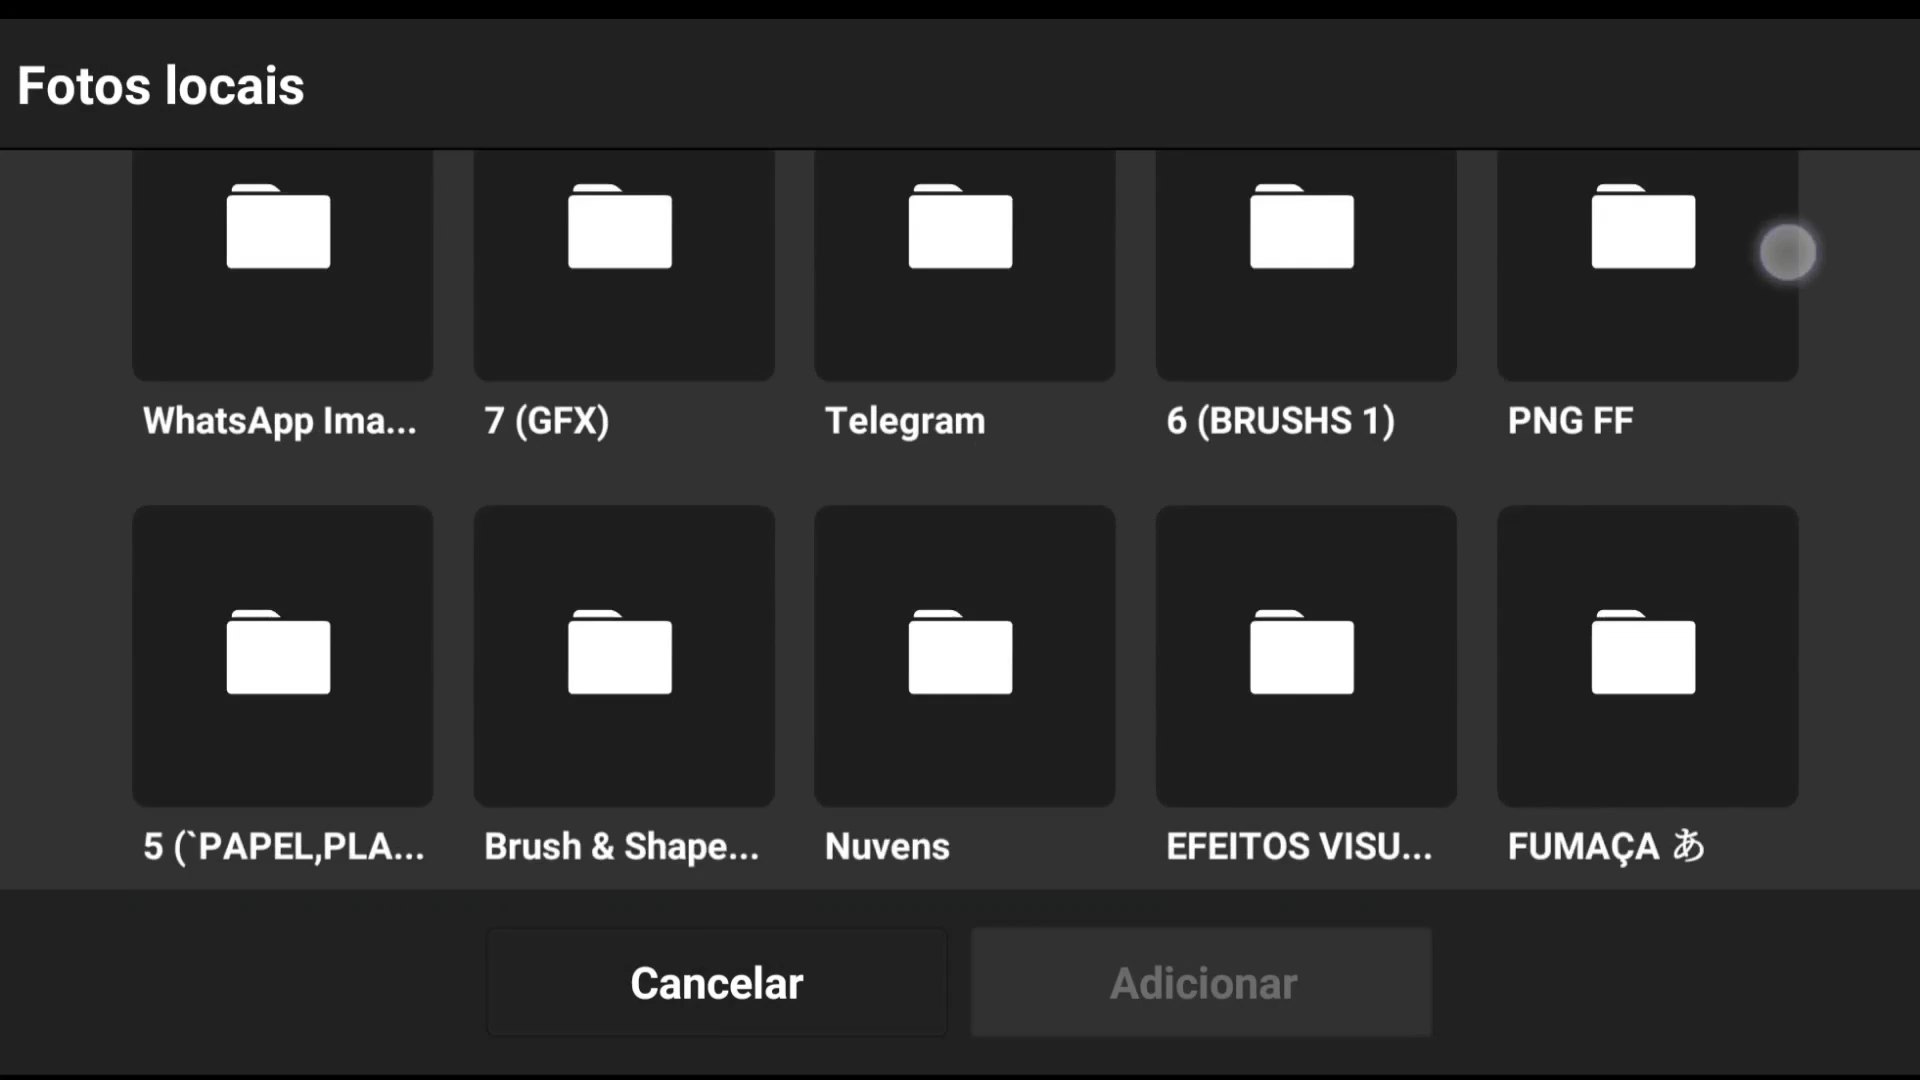 Fotos locais
WhatsApp Ima...
7 (GFX)
Telegram
6 (BRUSHS 1)
PNG FF
5 (`PAPEL,PLA...
Brush & Shape...
Nuvens
EFEITOS VISU...
FUMAÇA あ
Cancelar
Adicionar